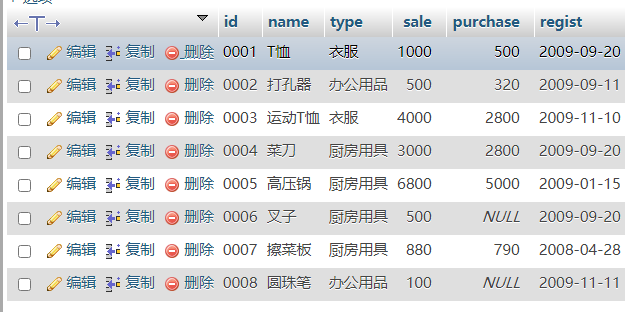 id name type sale purchase regist
编辑 复制 删除 0001 T恤 衣服 1000 500 2009-09-20
编辑 复制 删除 0002 打孔器 办公用品 500 320 2009-09-11
编辑 复制 删除 0003 运动T恤 衣服 4000 2800 2009-11-10
编辑 复制 删除 0004 菜刀 厨房用具 3000 2800 2009-09-20
编辑 复制 删除 0005 高压锅 厨房用具 6800 5000 2009-01-15
编辑 复制 删除 0006 叉子 厨房用具 500 NULL 2009-09-20
编辑 复制 删除 0007 擦菜板 厨房用具 880 790 2008-04-28
编辑 复制 删除 0008 圆珠笔 办公用品 100 NULL 2009-11-11